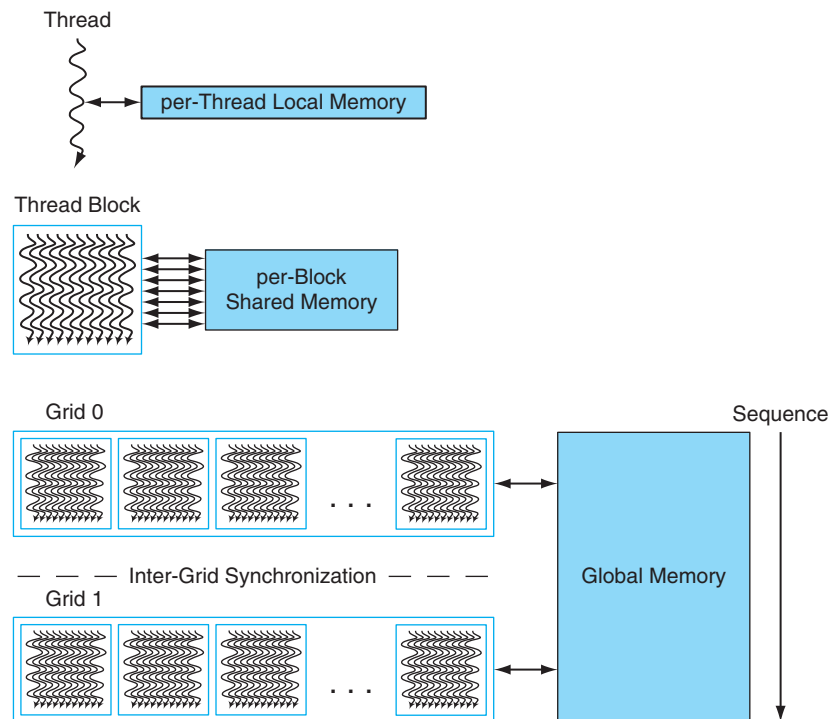 Thread
per-Thread Local Memory
Thread Block
per-Block
Shared Memory
Grid 0
Sequence
. . .
Inter-Grid Synchronization
Global Memory
Grid 1
. . .